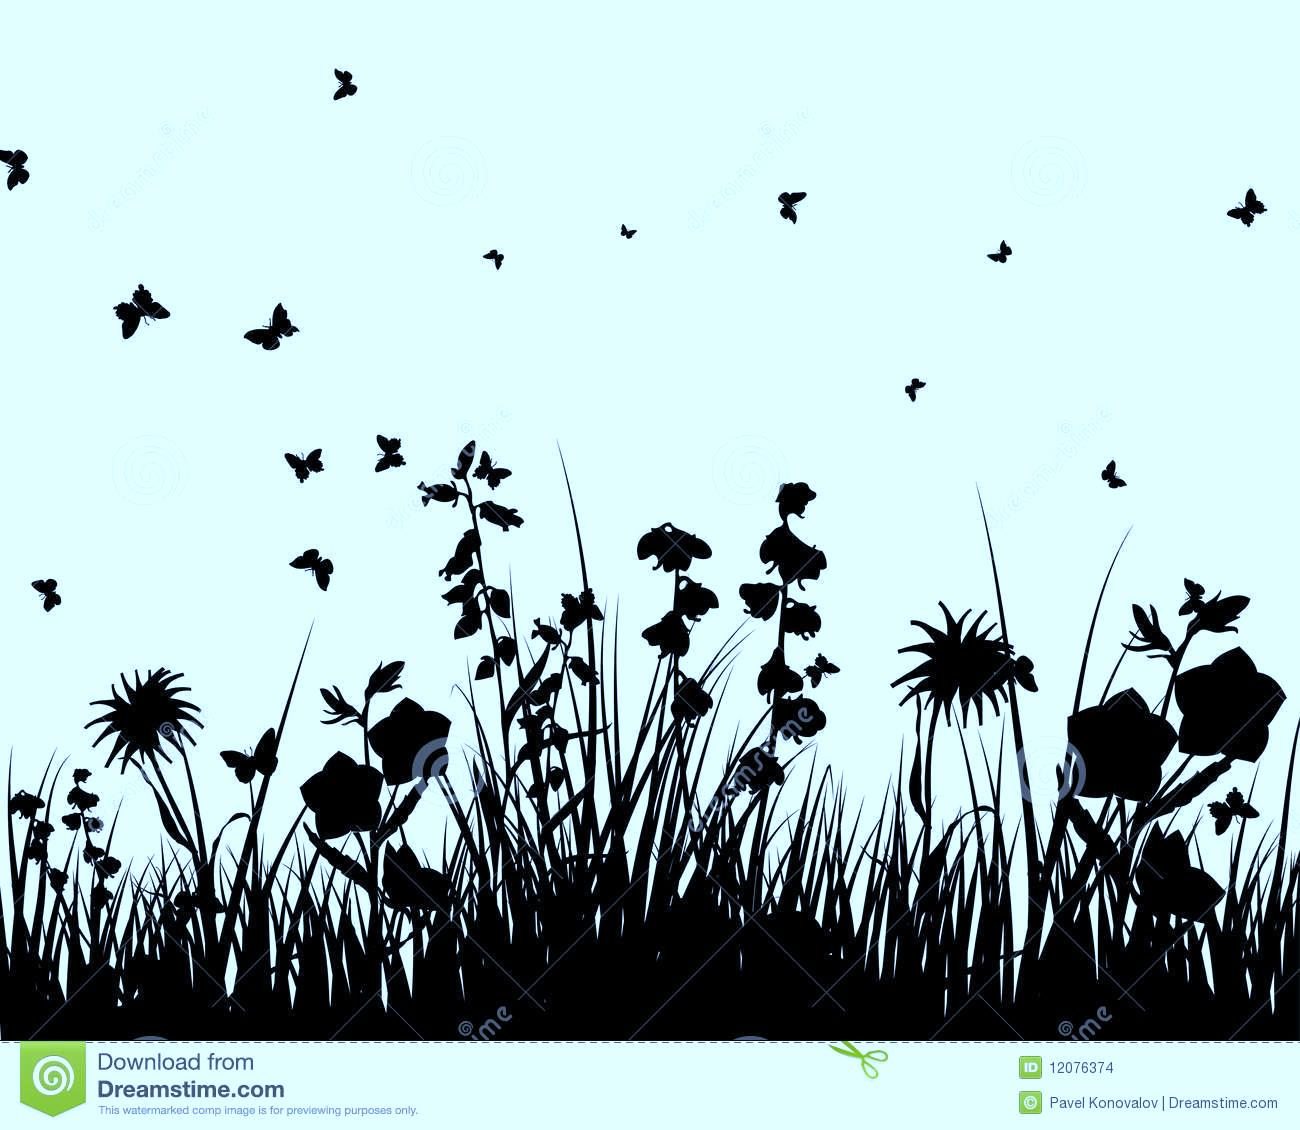 Download from
Dreamstime.com
This watermarked comp image is for previewing purposes only.
ID 12076374
© Pavel Konovalov | Dreamstime.com